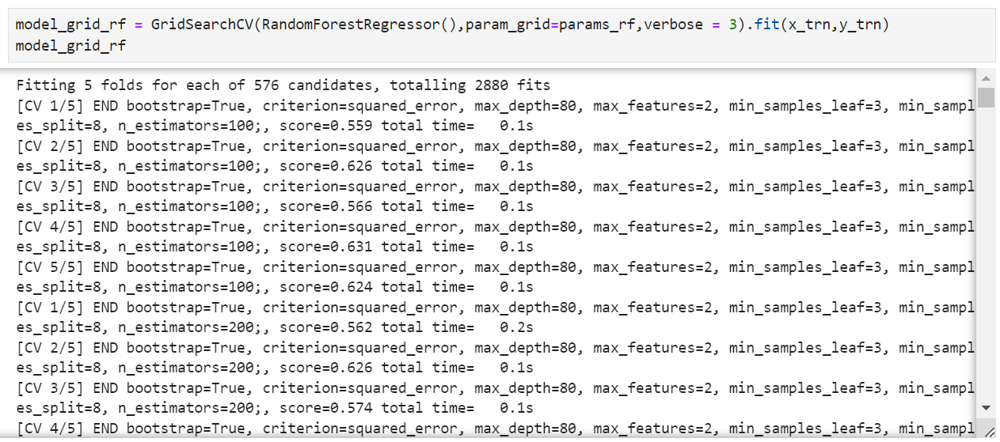 model_grid_rf = GridSearchCV(RandomForestRegressor(),param_grid=params_rf,verbose = 3).fit(x_trn,y_trn)
model_grid_rf
Fitting 5 folds for each of 576 candidates, totalling 2880 fits
[CV 1/5] END bootstrap=True, criterion=squared_error, max_depth=80, max_features=2, min_samples_leaf=3, min_sampl
es_split=8, n_estimators=100;, score=0.559 total time=   0.1s
[CV 2/5] END bootstrap=True, criterion=squared_error, max_depth=80, max_features=2, min_samples_leaf=3, min_sampl
es_split=8, n_estimators=100;, score=0.626 total time=   0.1s
[CV 3/5] END bootstrap=True, criterion=squared_error, max_depth=80, max_features=2, min_samples_leaf=3, min_sampl
es_split=8, n_estimators=100;, score=0.566 total time=   0.1s
[CV 4/5] END bootstrap=True, criterion=squared_error, max_depth=80, max_features=2, min_samples_leaf=3, min_sampl
es_split=8, n_estimators=100;, score=0.631 total time=   0.1s
[CV 5/5] END bootstrap=True, criterion=squared_error, max_depth=80, max_features=2, min_samples_leaf=3, min_sampl
es_split=8, n_estimators=100;, score=0.624 total time=   0.1s
[CV 1/5] END bootstrap=True, criterion=squared_error, max_depth=80, max_features=2, min_samples_leaf=3, min_sampl
es_split=8, n_estimators=200;, score=0.562 total time=   0.2s
[CV 2/5] END bootstrap=True, criterion=squared_error, max_depth=80, max_features=2, min_samples_leaf=3, min_sampl
es_split=8, n_estimators=200;, score=0.626 total time=   0.1s
[CV 3/5] END bootstrap=True, criterion=squared_error, max_depth=80, max_features=2, min_samples_leaf=3, min_sampl
es_split=8, n_estimators=200;, score=0.574 total time=   0.1s
[CV 4/5] END bootstrap=True, criterion=squared_error, max_depth=80, max_features=2, min_samples_leaf=3, min_sampl